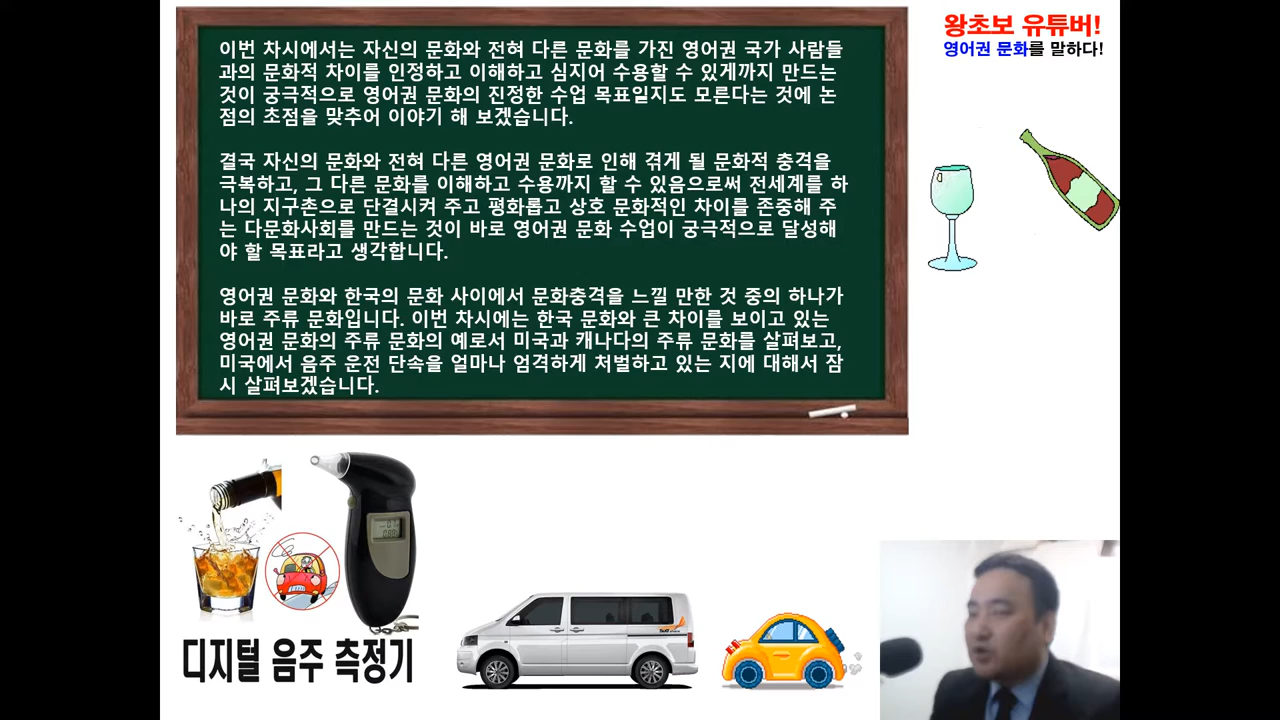 이번 차시에서는 자신의 문화와 전혀 다른 문화를 가진 영어권 국가 사람들
과의 문화적 차이를 인정하고 이해하고 심지어 수용할 수 있게까지 만드는
것이 궁극적으로 영어권 문화의 진정한 수업 목표일지도 모른다는 것에 논
점의 초점을 맞추어 이야기 해 보겠습니다.
결국 자신의 문화와 전혀 다른 영어권 문화로 인해 겪게 될 문화적 충격을
극복하고, 그 다른 문화를 이해하고 수용까지 할 수 있음으로써 전세계를 하
나의 지구촌으로 단결시켜 주고 평화롭고 상호 문화적인 차이를 존중해 주
는 다문화사회를 만드는 것이 바로 영어권 문화 수업이 궁극적으로 달성해
야 할 목표라고 생각합니다.
영어권 문화와 한국의 문화 사이에서 문화충격을 느낄 만한 것 중의 하나가
바로 주류 문화입니다. 이번 차시에는 한국 문화와 큰 차이를 보이고 있는
영어권 문화의 주류 문화의 예로서 미국과 캐나다의 주류 문화를 살펴보고,
미국에서 음주 운전 단속을 얼마나 엄격하게 처벌하고 있는 지에 대해서 잠
시 살펴보겠습니다.
왕초보 유튜버!
영어권 문화를 말하다!
디지털 음주 측정기